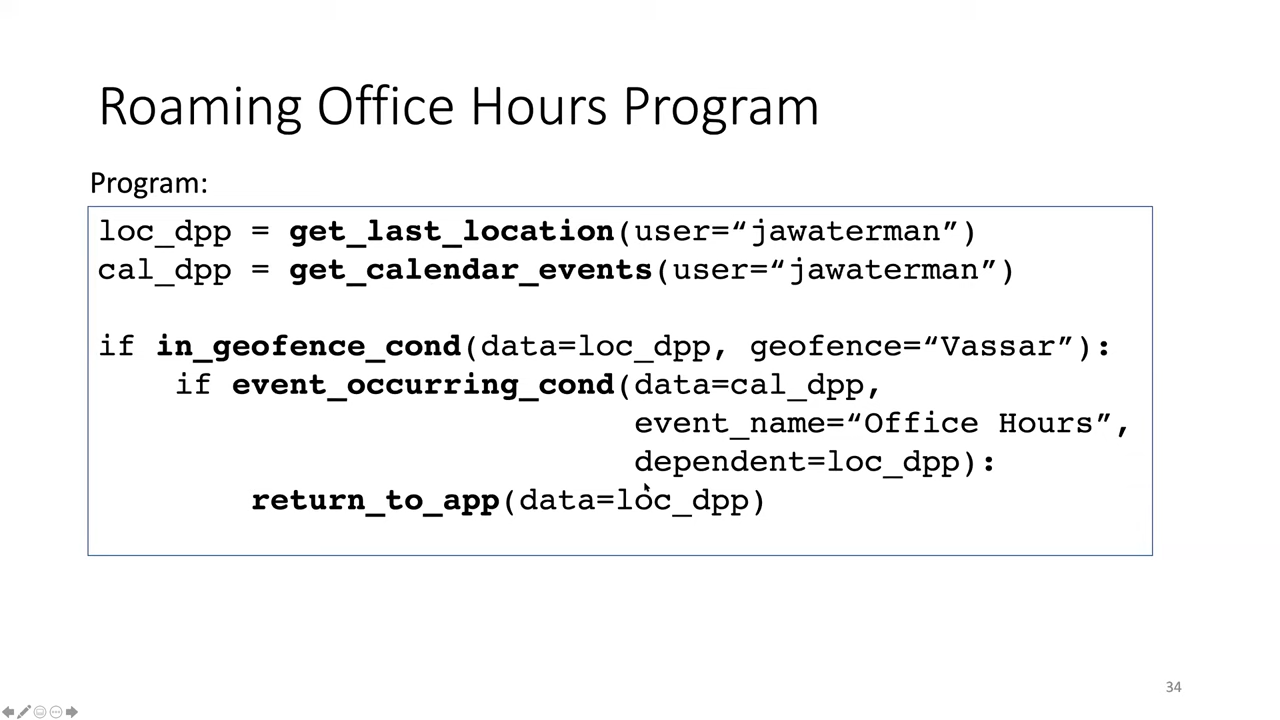 Roaming Office Hours Program
Program:
loc_dpp = get_last_location(user=“jawaterman”)
cal_dpp = get_calendar_events(user=“jawaterman”)
if in_geofence_cond(data=loc_dpp, geofence=“Vassar”):
if event_occurring_cond(data=cal_dpp,
event_name=“Office Hours”,
dependent=loc_dpp):
return_to_app(data=loc_dpp)
34